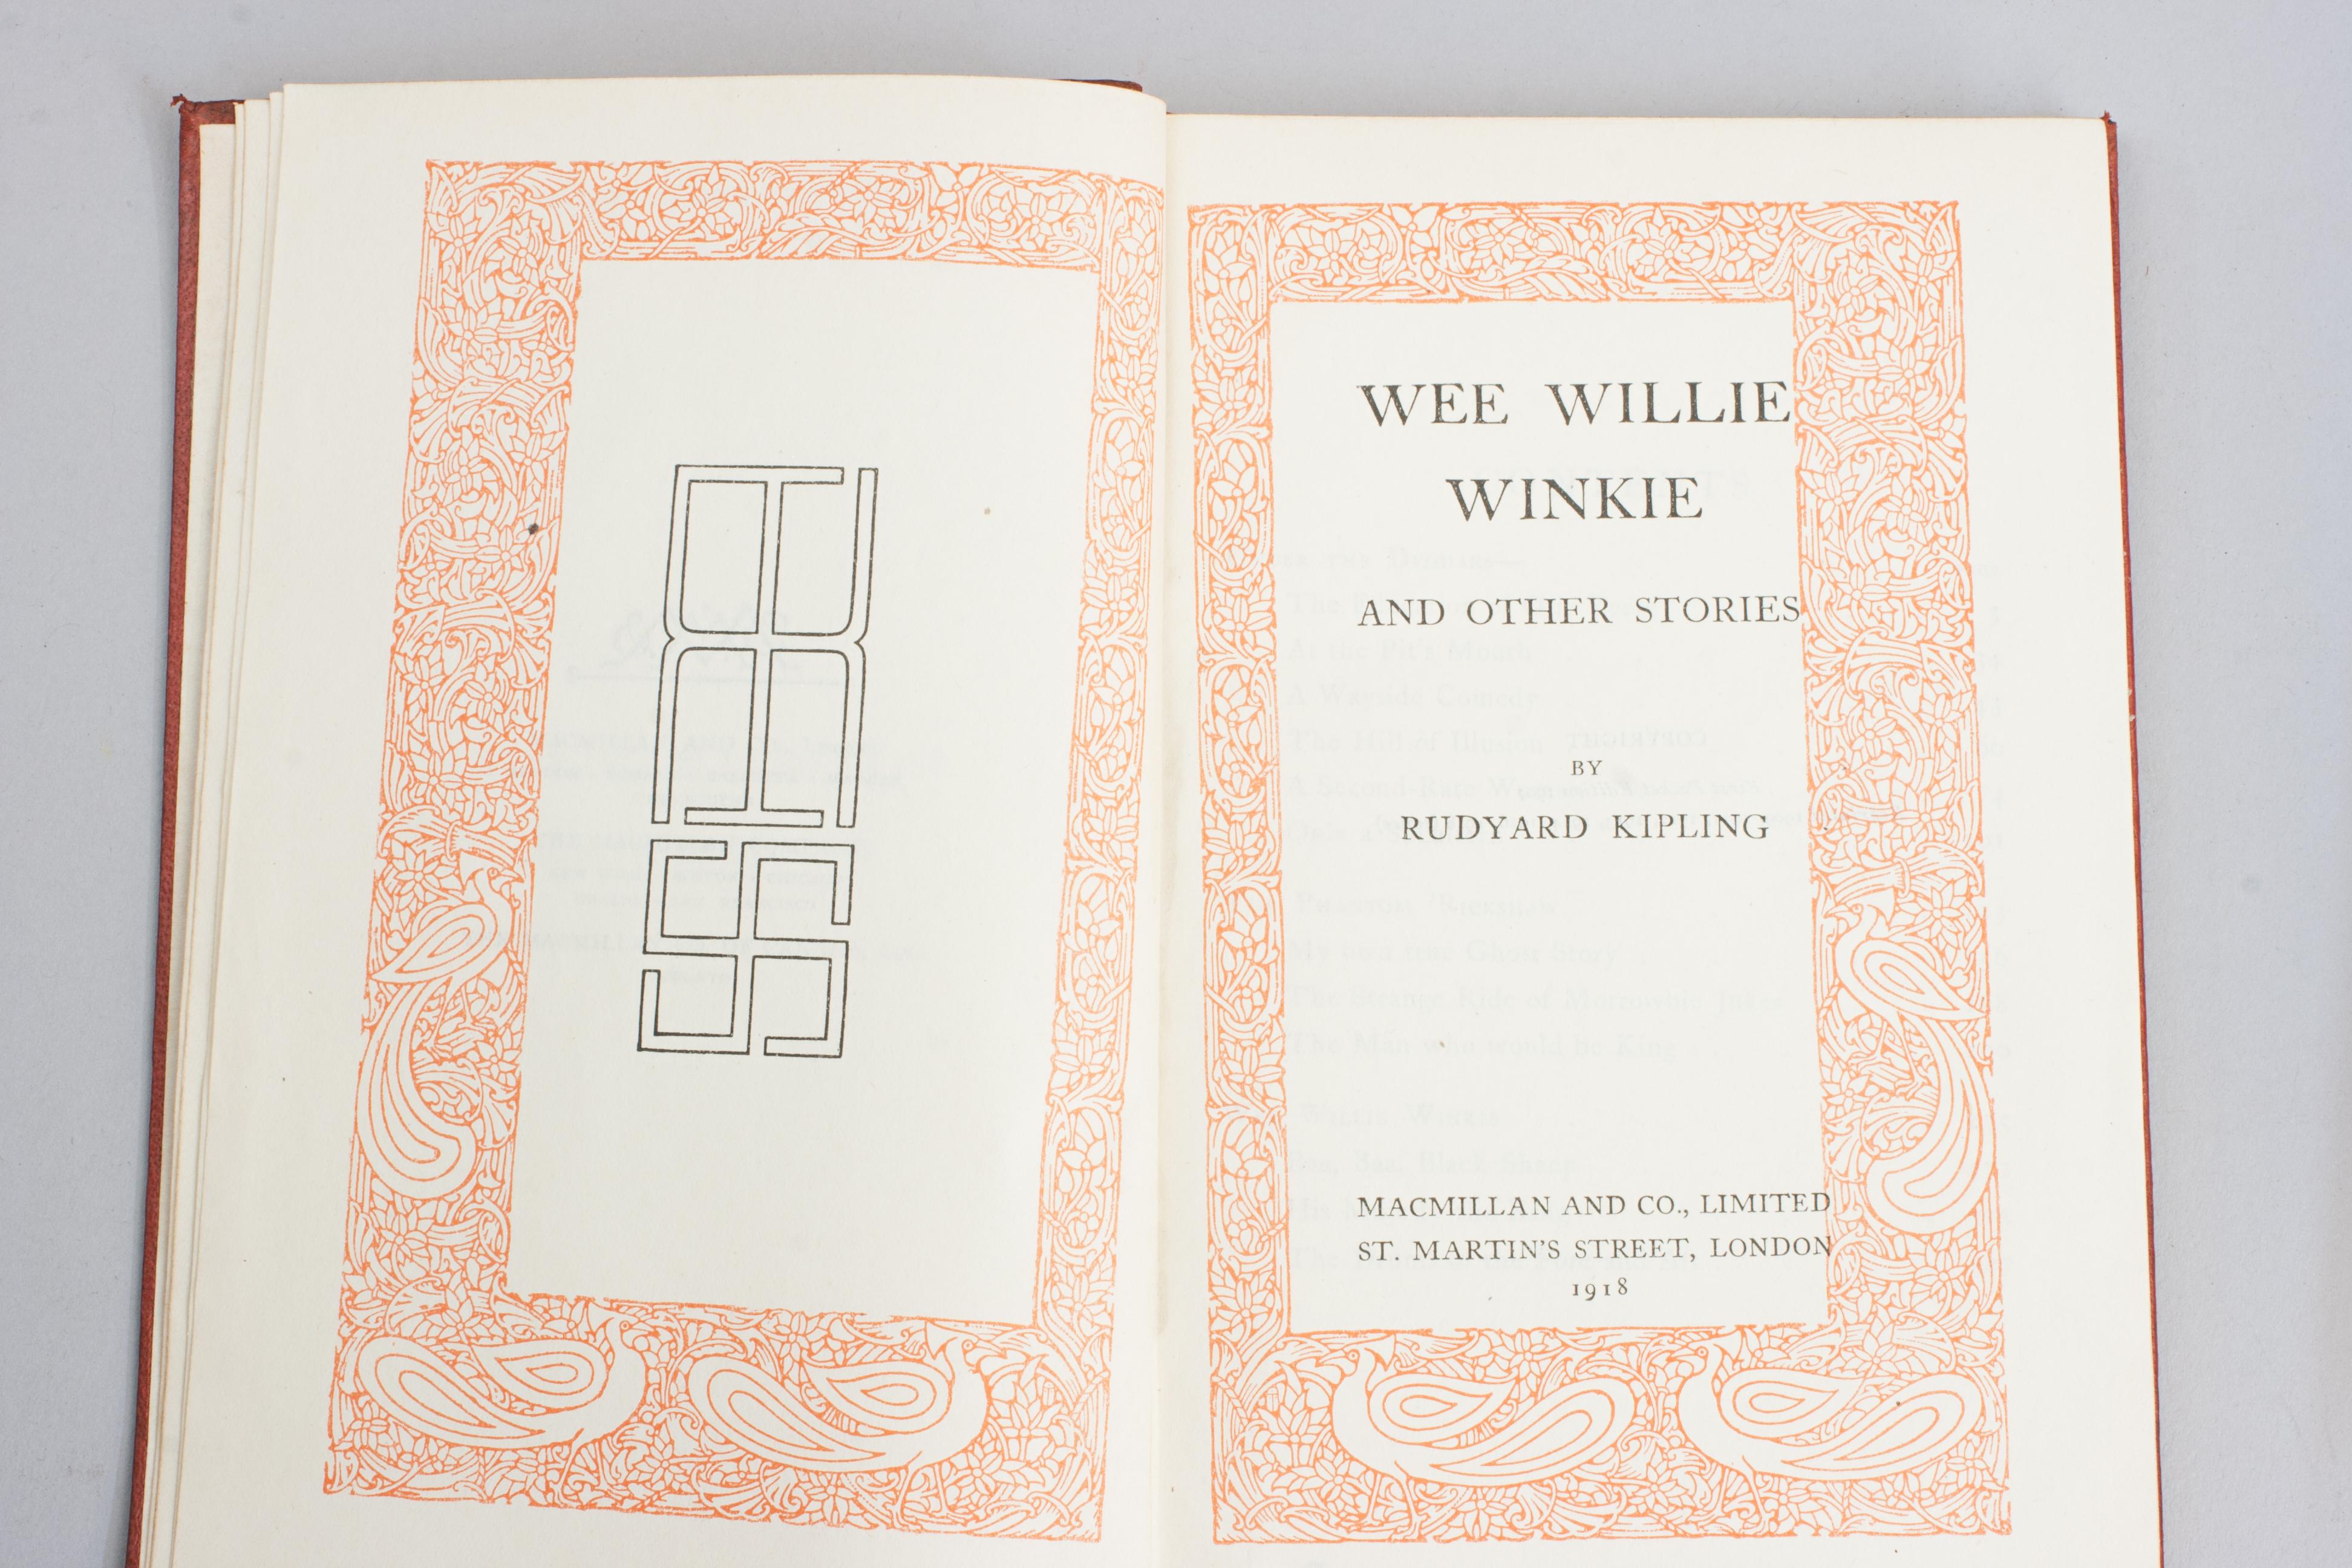 WEE WILLIE
WINKIE
AND OTHER STORIES
BY
RUDYARD KIPLING
MACMILLAN AND CO., LIMITED
ST. MARTIN'S STREET, LONDON
1918